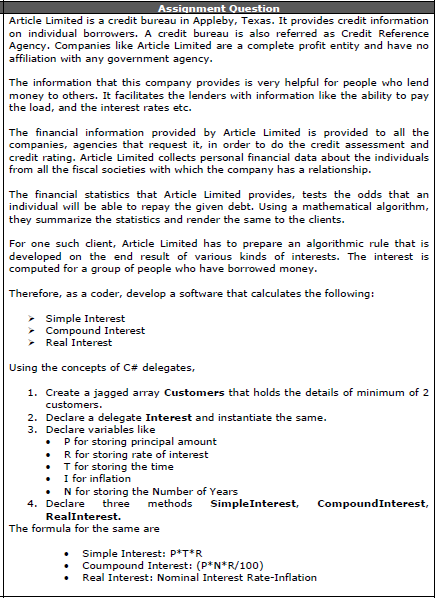 Assignment Question
Article Limited is a credit bureau in Appleby, Texas. It provides credit information
on individual borrowers. A credit bureau is also referred as Credit Reference
Agency. Companies like Article Limited are a complete profit entity and have no
affiliation with any government agency.
The information that this company provides is very helpful for people who lend
money to others. It facilitates the lenders with information like the ability to pay
the load, and the interest rates etc.
The financial information provided by Article Limited is provided to all the
companies, agencies that request it, in order to do the credit assessment and
credit rating. Article Limited collects personal financial data about the individuals
from all the fiscal societies with which the company has a relationship.
The financial statistics that Article Limited provides, tests the odds that an
individual will be able to repay the given debt. Using a mathematical algorithm,
they summarize the statistics and render the same to the clients.
For one such client, Article Limited has to prepare an algorithmic rule that is
developed on the end result of various kinds of interests. The interest is
computed for a group of people who have borrowed money.
Therefore, as a coder, develop a software that calculates the following:
➢ Simple Interest
➢ Compound Interest
➢ Real Interest
Using the concepts of C# delegates,
1. Create a jagged array Customers that holds the details of minimum of 2
customers.
2. Declare a delegate Interest and instantiate the same.
3. Declare variables like
• P for storing principal amount
• R for storing rate of interest
• T for storing the time
• I for inflation
• N for storing the Number of Years
4. Declare three methods SimpleInterest, CompoundInterest,
RealInterest.
The formula for the same are
• Simple Interest: P*T*R
• Coumpound Interest: (P*N*R/100)
• Real Interest: Nominal Interest Rate-Inflation